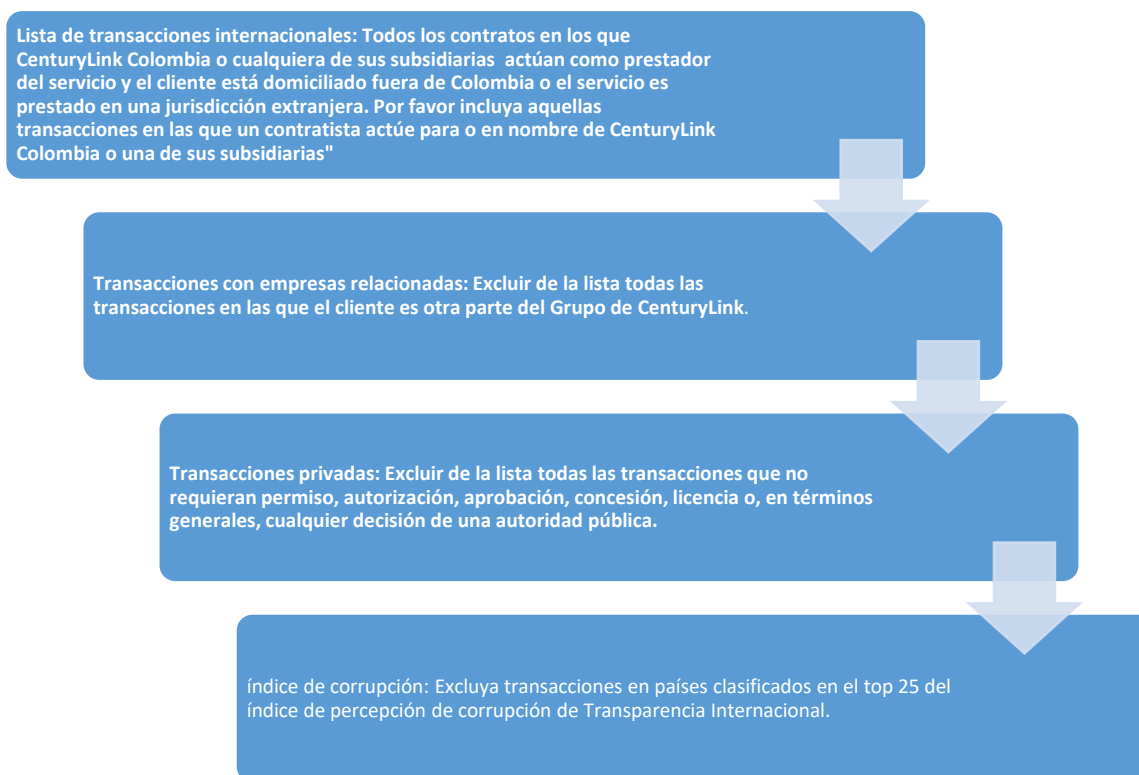 Lista de transacciones internacionales: Todos los contratos en los que
CenturyLink Colombia o cualquiera de sus subsidiarias actúan como prestador
del servicio y el cliente está domiciliado fuera de Colombia o el servicio es
prestado en una jurisdicción extranjera. Por favor incluya aquellas
transacciones en las que un contratista actúe para o en nombre de CenturyLink
Colombia o una de sus subsidiarias"
Transacciones con empresas relacionadas: Excluir de la lista todas las
transacciones en las que el cliente es otra parte del Grupo de CenturyLink.
Transacciones privadas: Excluir de la lista todas las transacciones que no
requieran permiso, autorización, aprobación, concesión, licencia o, en términos
generales, cualquier decisión de una autoridad pública.
índice de corrupción: Excluya transacciones en países clasificados en el top 25 del
índice de percepción de corrupción de Transparencia Internacional.